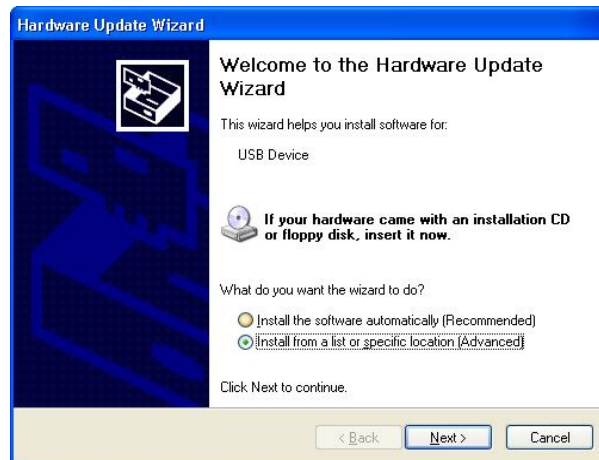 Hardware Update Wizard
Welcome to the Hardware Update
Wizard
This wizard helps you install software for:
USB Device
If your hardware came with an installation CD
or floppy disk, insert it now.
What do you want the wizard to do?
Install the software automatically (Recommended)
Install from a list or specific location (Advanced)
Click Next to continue.
< Back
Next >
Cancel